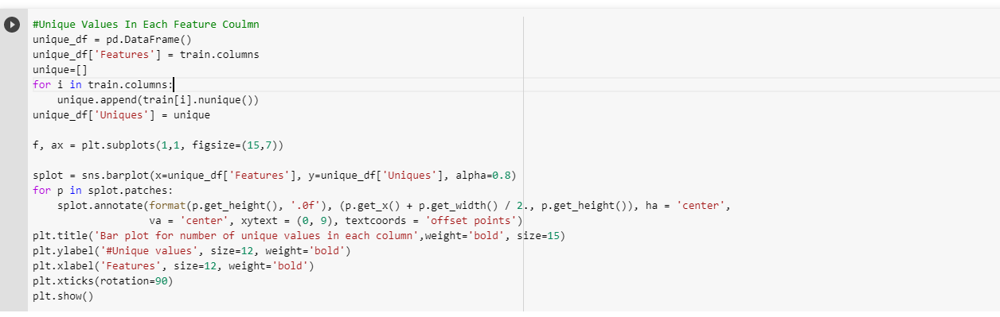 #Unique Values In Each Feature Coulmn
unique_df = pd.DataFrame()
unique_df['Features'] = train.columns
unique=[]
for i in train.columns:
    unique.append(train[i].nunique())
unique_df['Uniques'] = unique

f, ax = plt.subplots(1,1, figsize=(15,7))

splot = sns.barplot(x=unique_df['Features'], y=unique_df['Uniques'], alpha=0.8)
for p in splot.patches:
    splot.annotate(format(p.get_height(), '.0f'), (p.get_x() + p.get_width() / 2., p.get_height()), ha = 'center',
                   va = 'center', xytext = (0, 9), textcoords = 'offset points')
plt.title('Bar plot for number of unique values in each column',weight='bold', size=15)
plt.ylabel('#Unique values', size=12, weight='bold')
plt.xlabel('Features', size=12, weight='bold')
plt.xticks(rotation=90)
plt.show()